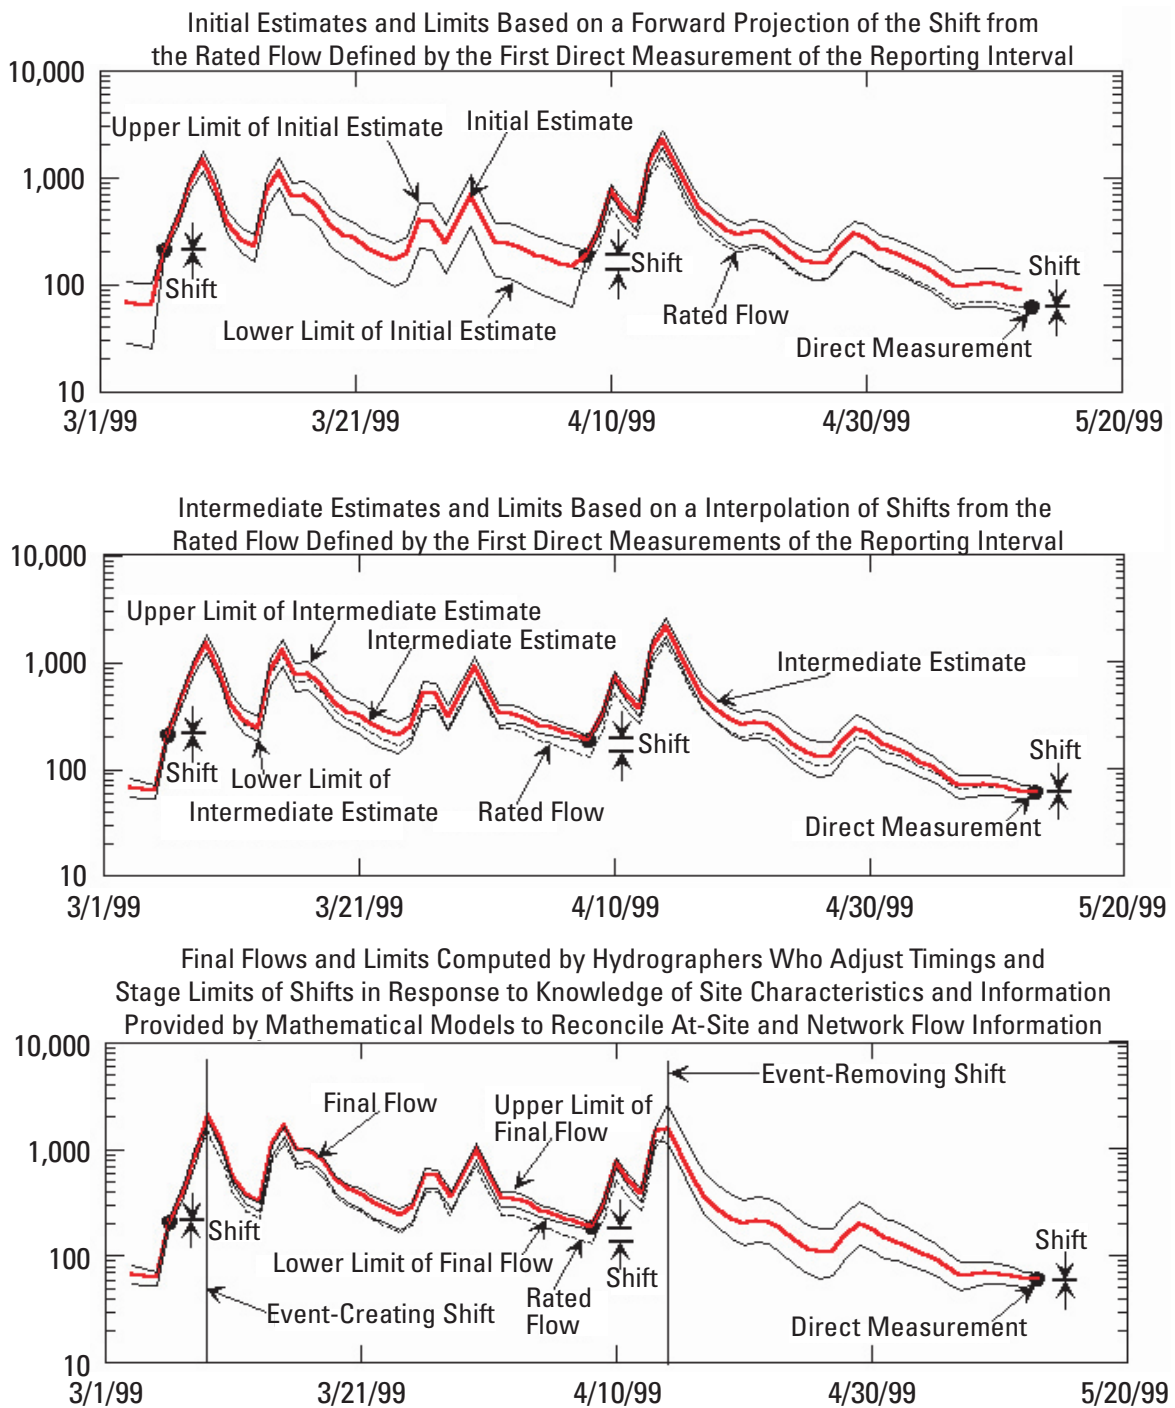 Initial Estimates and Limits Based on a Forward Projection of the Shift from
the Rated Flow Defined by the First Direct Measurement of the Reporting Interval
10,000
Upper Limit of Initial Estimate
Initial Estimate
1,000
Shift
Shift
Shift
100
Lower Limit of Initial Estimate
Rated Flow
Direct Measurement
10
3/1/99
3/21/99
4/10/99
4/30/99
5/20/99
Intermediate Estimates and Limits Based on a Interpolation of Shifts from the
Rated Flow Defined by the First Direct Measurements of the Reporting Interval
10,000
Upper Limit of Intermediate Estimate
Intermediate Estimate
1,000
Intermediate Estimate
Shift
Shift
Shift
100
Lower Limit of
Intermediate Estimate
Rated Flow
Direct Measurement
10
3/1/99
3/21/99
4/10/99
4/30/99
5/20/99
Final Flows and Limits Computed by Hydrographers Who Adjust Timings and
Stage Limits of Shifts in Response to Knowledge of Site Characteristics and Information
Provided by Mathematical Models to Reconcile At-Site and Network Flow Information
10,000
Event-Removing Shift
Final Flow
Upper Limit of
Final Flow
1,000
Shift
Shift
100
Lower Limit of Final Flow
Shift
Rated
Flow
Event-Creating Shift
Direct Measurement
10
3/1/99
3/21/99
4/10/99
4/30/99
5/20/99